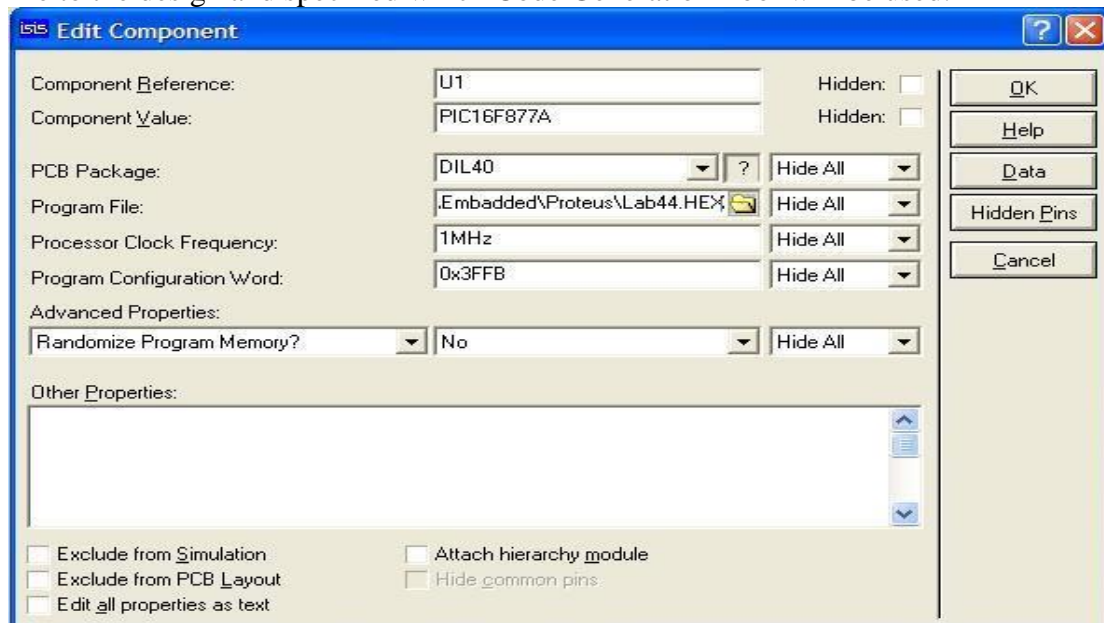 isis Edit Component
Component Reference: U1 Hidden:
Component Value: PIC16F877A Hidden:
PCB Package: DIL40 ? Hide All
Program File: .Embadded\Proteus\Lab44.HEX Hide All
Processor Clock Frequency: 1MHz Hide All
Program Configuration Word: 0x3FFB Hide All
Advanced Properties:
Randomize Program Memory? No Hide All
Other Properties:
Exclude from Simulation Attach hierarchy module
Exclude from PCB Layout Hide common pins
Edit all properties as text
OK
Help
Data
Hidden Pins
Cancel